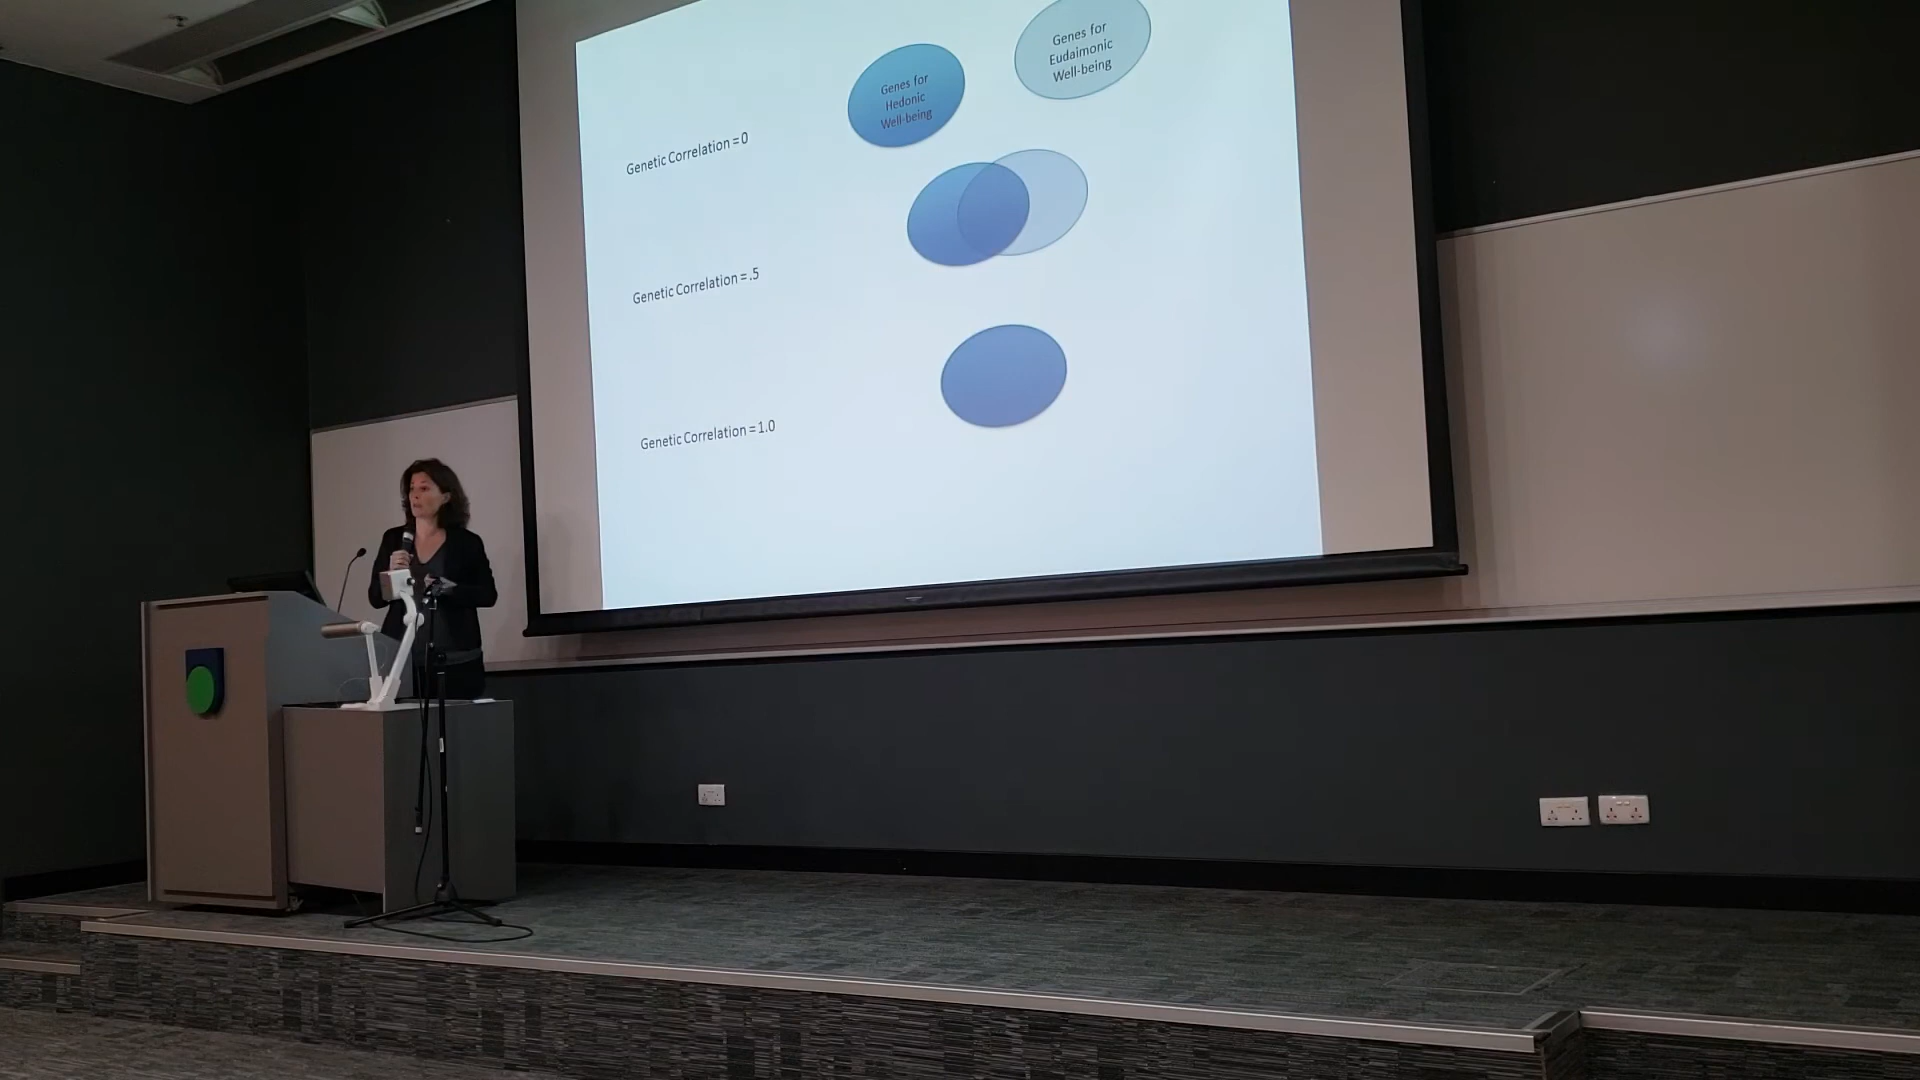 Genes for
Hedonic
Well-being
Genes for
Eudaimonic
Well-being
Genetic Correlation = 0
Genetic Correlation = .5
Genetic Correlation = 1.0